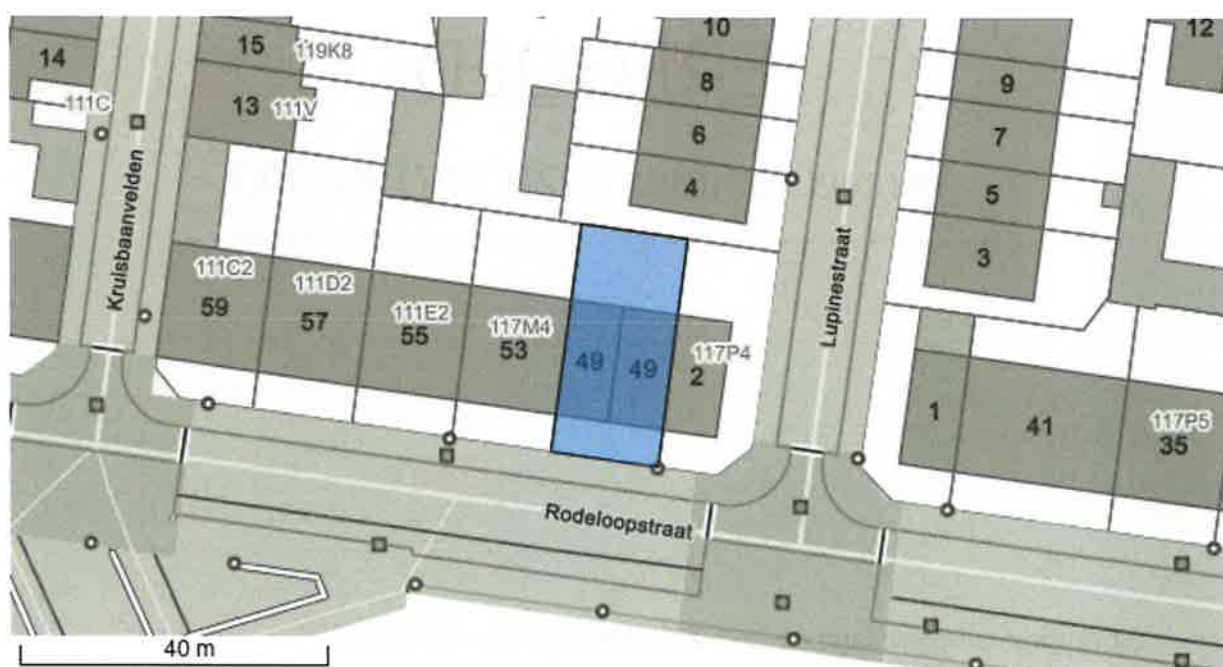 10
12
15
119K8
14
8
9
111C
13
111V
6
7
4
5
Kruisbaanvelden
Lupinestraat
3
111C2
59
111D2
57
111E2
55
117M4
53
49
49
117P4
2
1
41
117P5
35
Rodeloopstraat
40 m